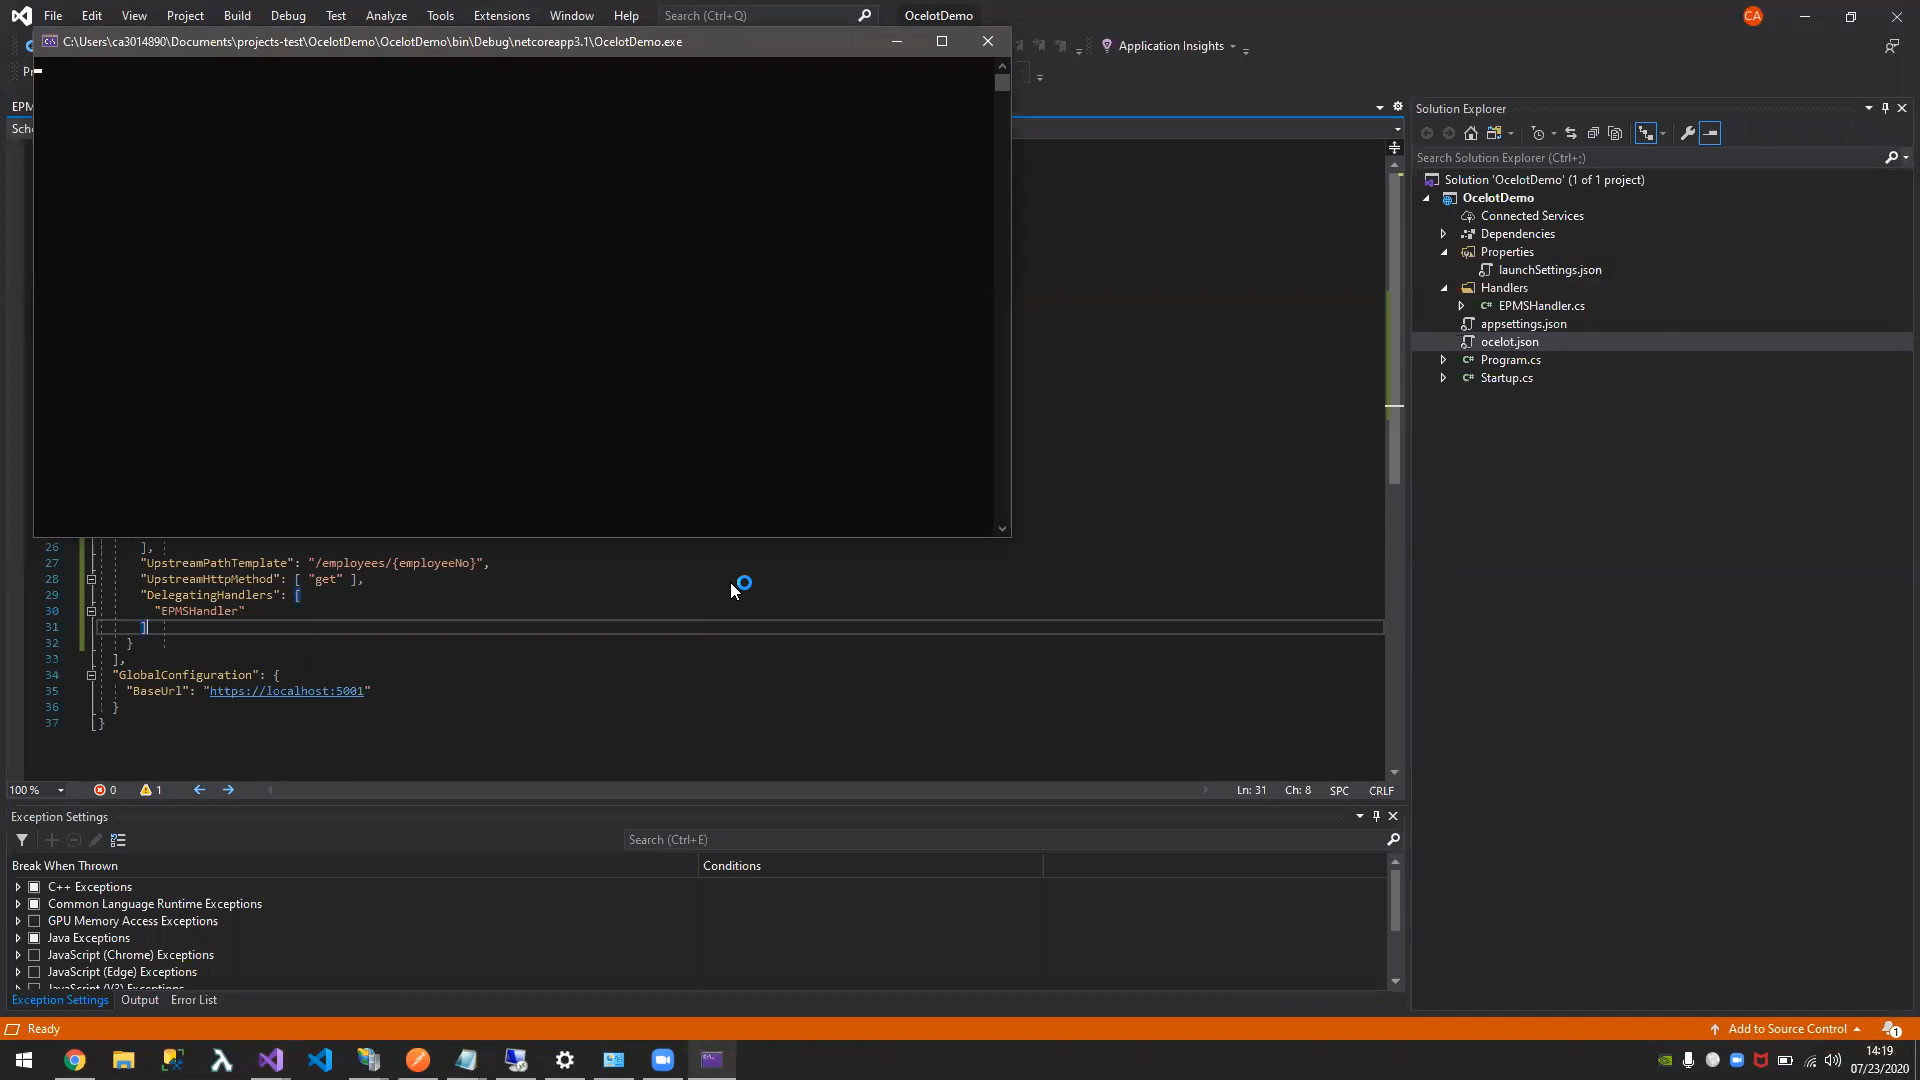 File Edit View Project Build Debug Test Analyze Tools Extensions Window Help Search (Ctrl+Q) OcelotDemo CA
C:\Users\ca3014890\Documents\projects-test\OcelotDemo\OcelotDemo\bin\Debug\netcoreapp3.1\OcelotDemo.exe
Application Insights
Solution Explorer
Search Solution Explorer (Ctrl+;)
Solution 'OcelotDemo' (1 of 1 project)
OcelotDemo
Connected Services
Dependencies
Properties
launchSettings.json
Handlers
C# EPMSHandler.cs
appsettings.json
ocelot.json
C# Program.cs
C# Startup.cs
26 ],
27 "UpstreamPathTemplate": "/employees/{employeeNo}",
28 "UpstreamHttpMethod": [ "get" ],
29 "DelegatingHandlers": [
30 "EPMSHandler"
31 ]
32 }
33 ],
34 "GlobalConfiguration": {
35 "BaseUrl": "https://localhost:5001"
36 }
37 }
100 % 0 1 Ln: 31 Ch: 8 SPC CRLF
Exception Settings
Search (Ctrl+E)
Break When Thrown Conditions
C++ Exceptions
Common Language Runtime Exceptions
GPU Memory Access Exceptions
Java Exceptions
JavaScript (Chrome) Exceptions
JavaScript (Edge) Exceptions
JavaScript (V3) Exceptions
Exception Settings Output Error List
Ready Add to Source Control 1
14:19
07/23/2020